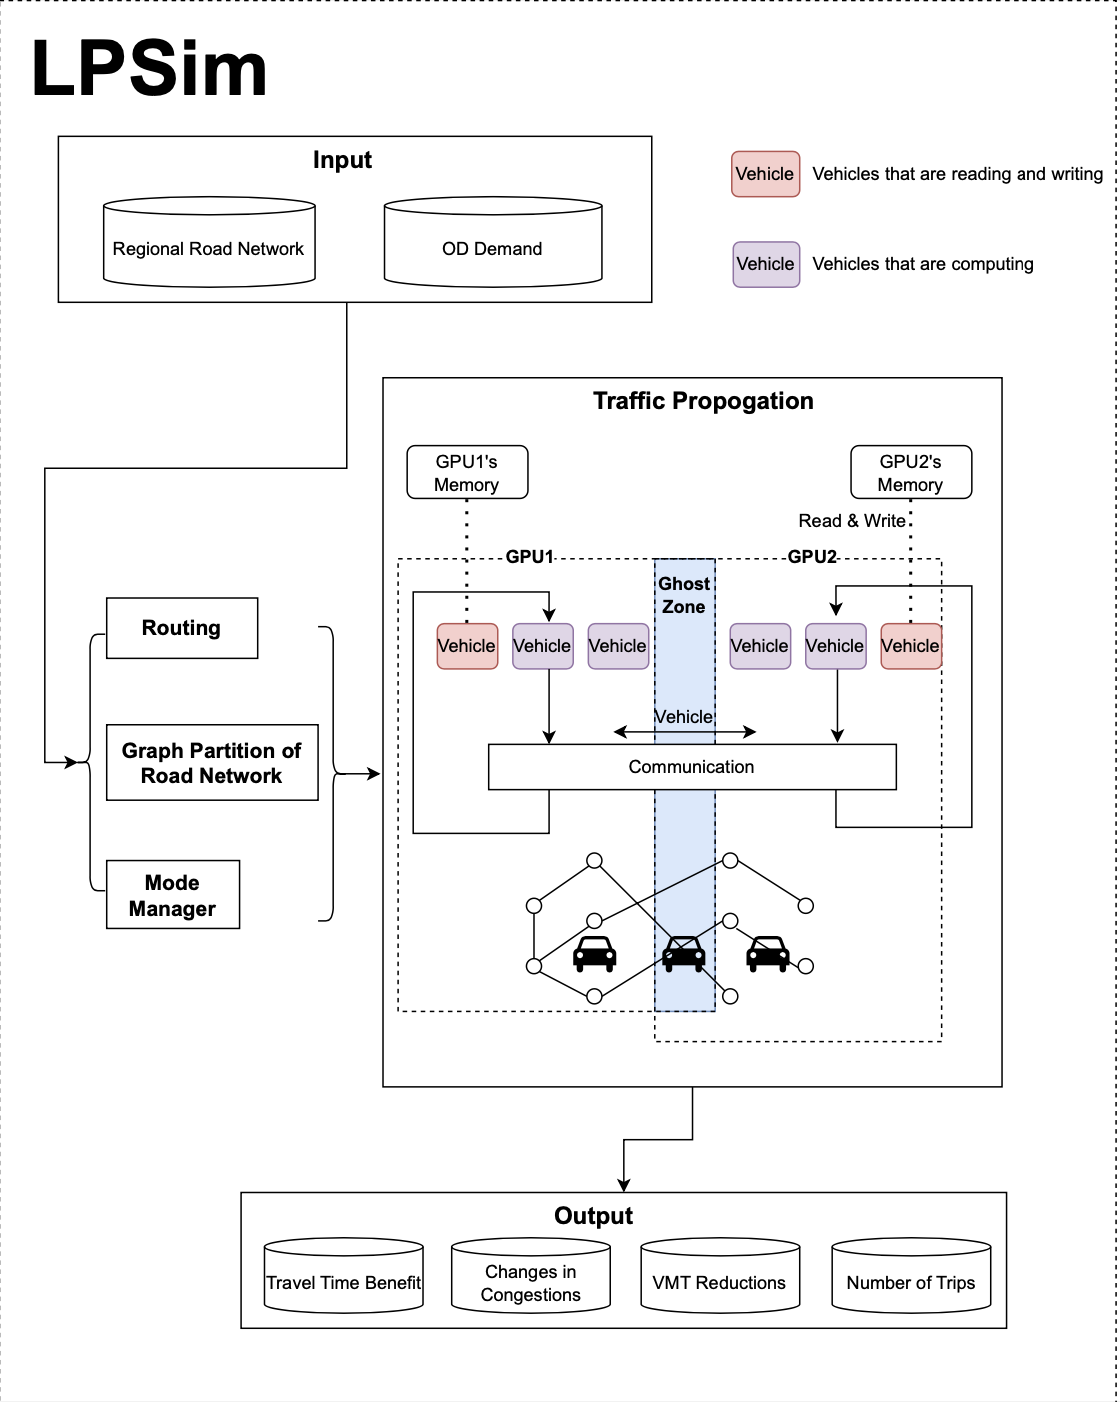 LPSim
Input
Regional Road Network
OD Demand
Vehicle
Vehicles that are reading and writing
Vehicle
Vehicles that are computing
Traffic Propogation
GPU1's
Memory
GPU2's
Memory
Read & Write
GPU1
GPU2
Ghost
Zone
Vehicle
Vehicle
Vehicle
Vehicle
Vehicle
Vehicle
Vehicle
Communication
Routing
Graph Partition of
Road Network
Mode
Manager
Output
Travel Time Benefit
Changes in
Congestions
VMT Reductions
Number of Trips